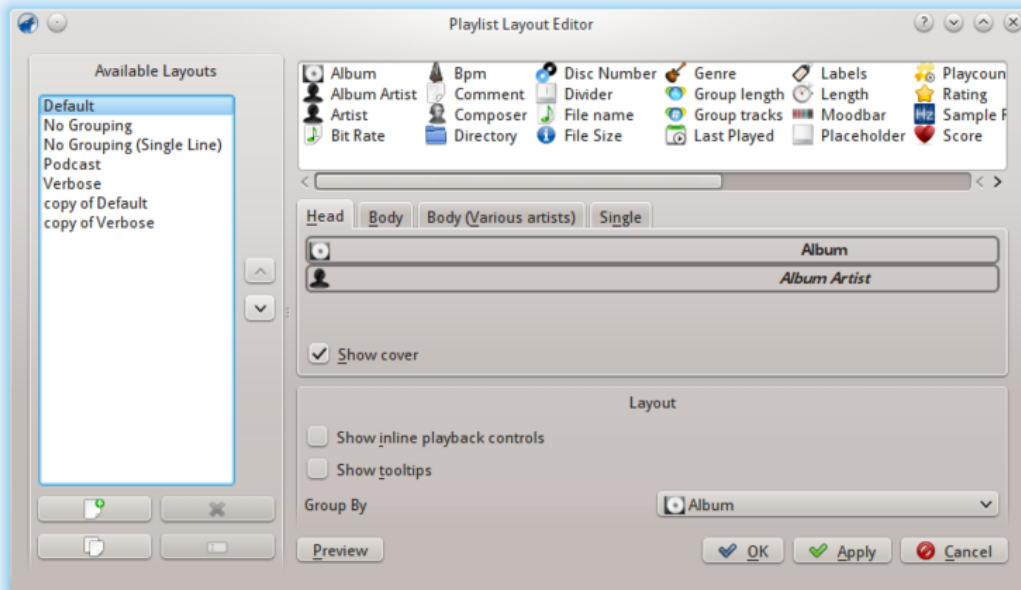 Playlist Layout Editor
Available Layouts
Default
No Grouping
No Grouping (Single Line)
Podcast
Verbose
copy of Default
copy of Verbose
Album Bpm Disc Number Genre Labels Playcoun
Album Artist Comment Divider Group length Length Rating
Artist Composer File name Group tracks Moodbar Hz Sample F
Bit Rate Directory File Size Last Played Placeholder Score
Head Body Body (Various artists) Single
Album
Album Artist
Show cover
Layout
Show inline playback controls
Show tooltips
Group By Album
Preview OK Apply Cancel